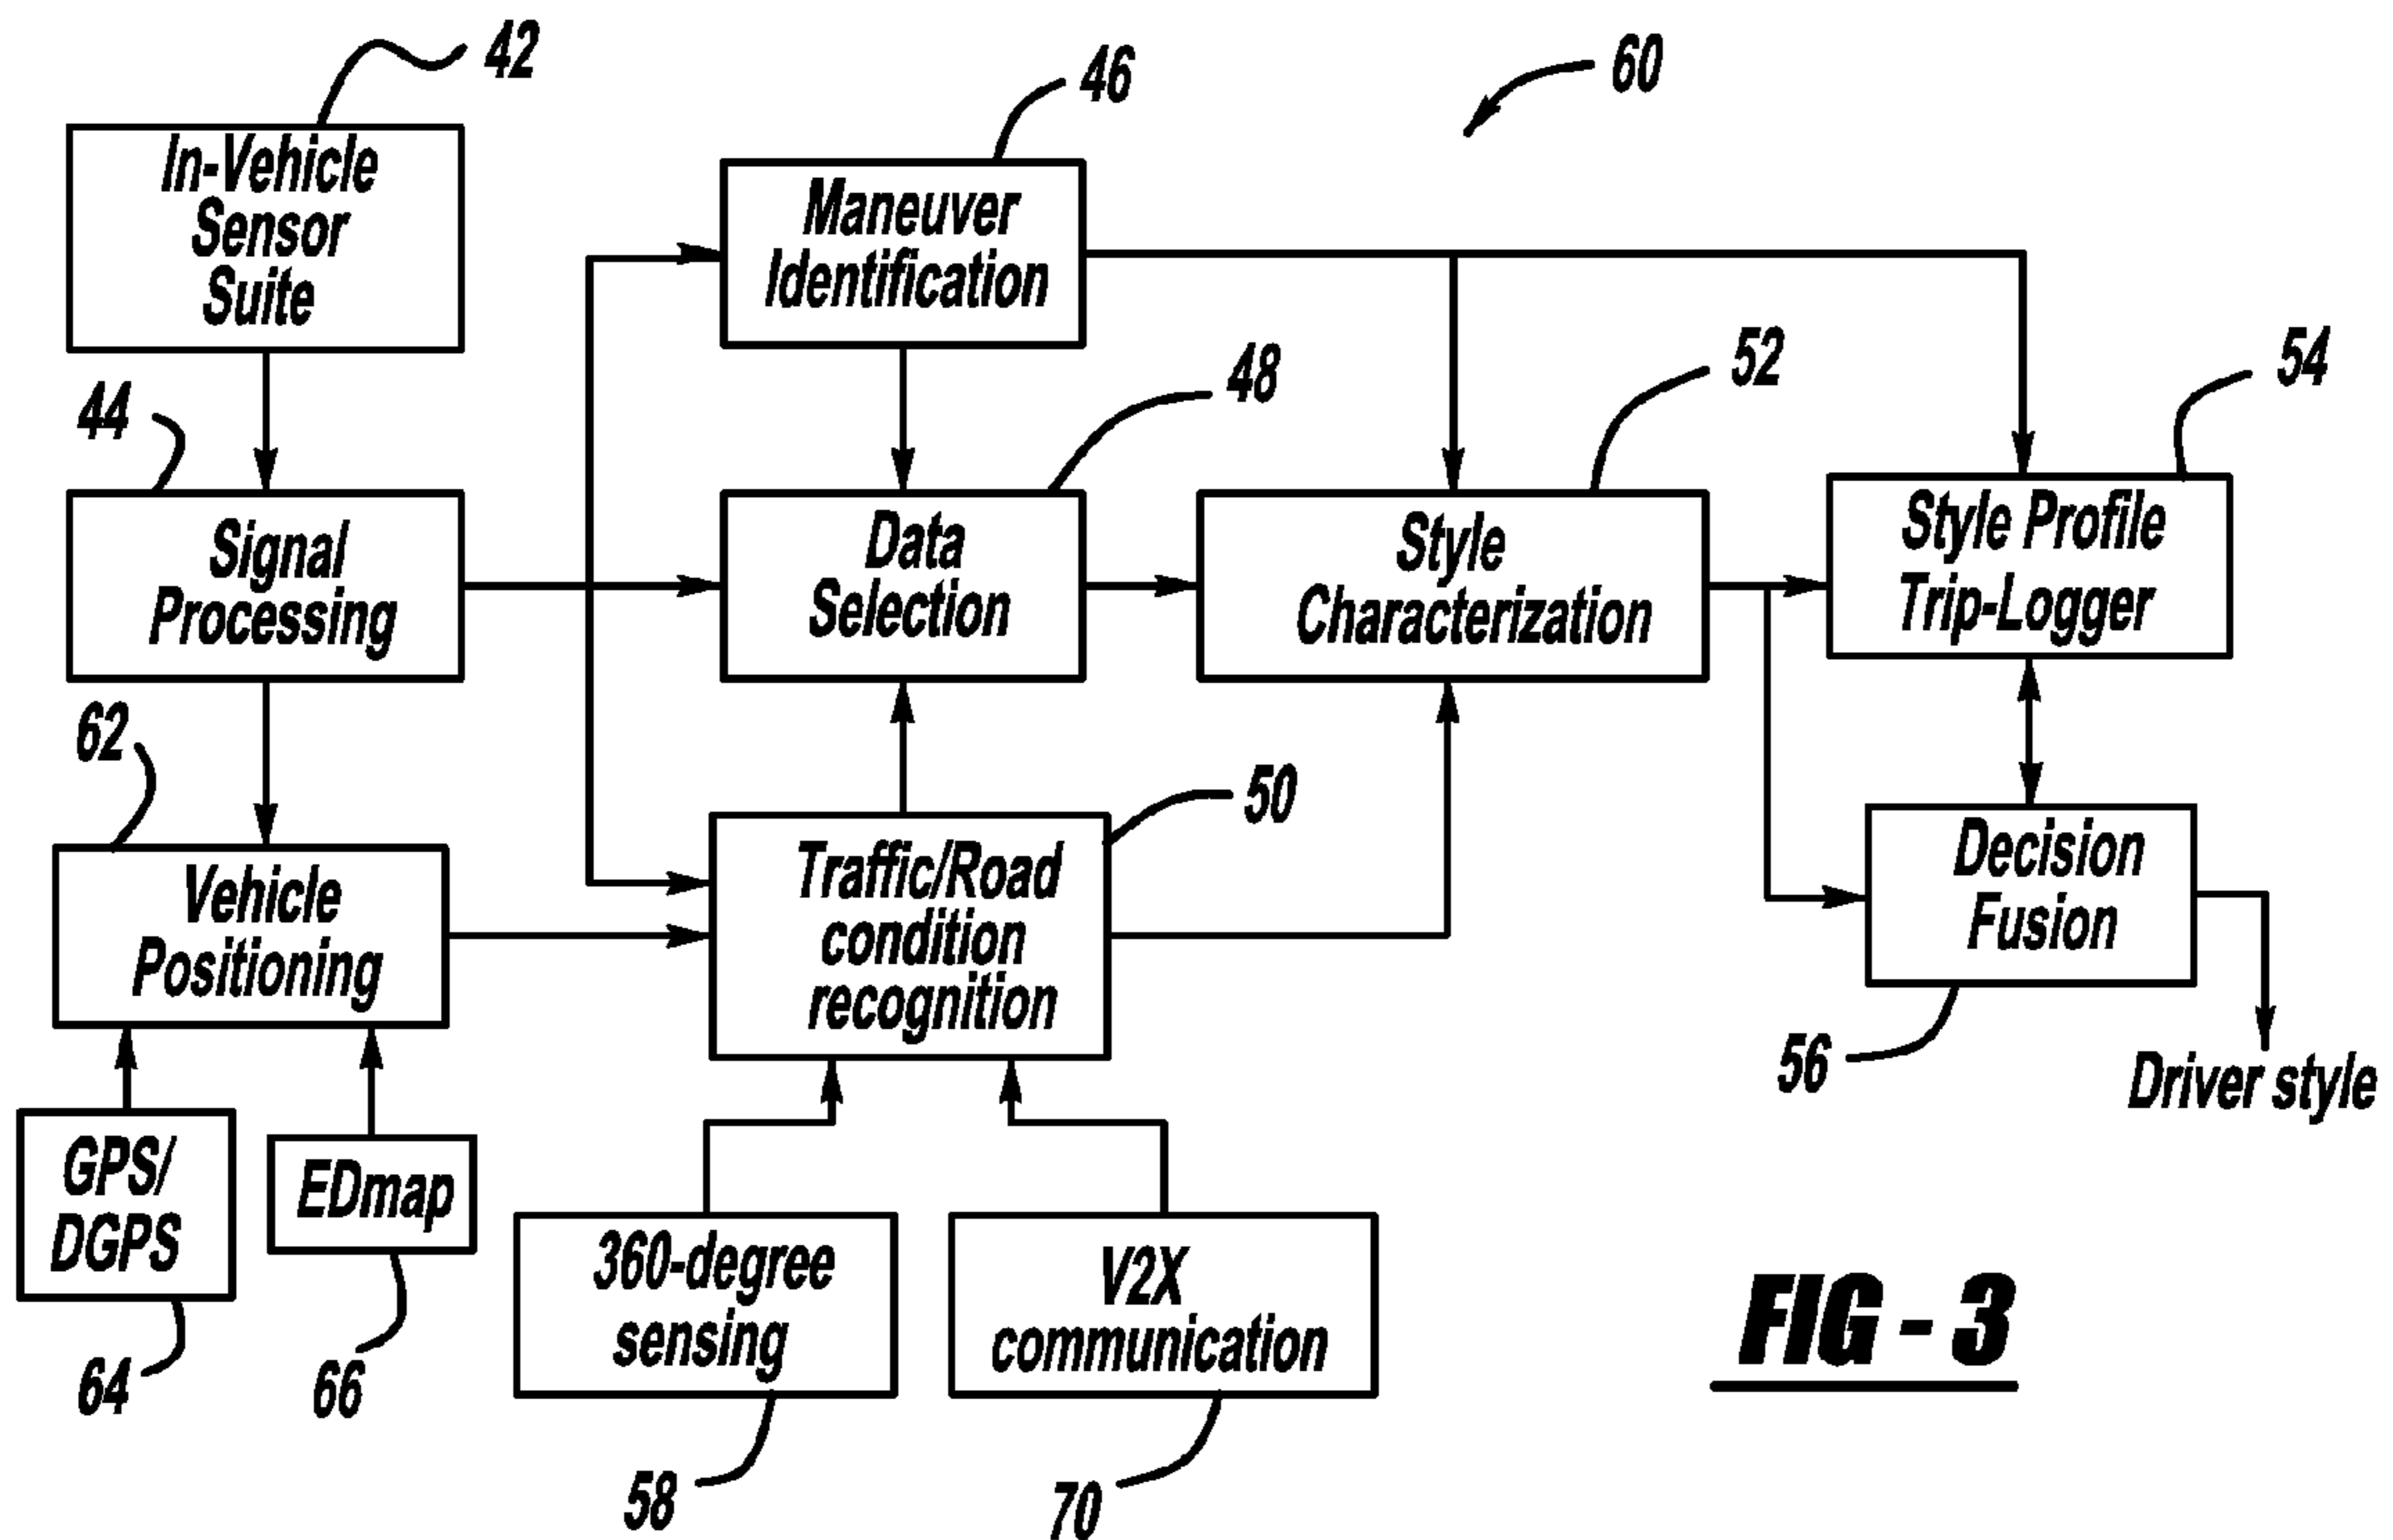 42
In-Vehicle
Sensor
Suite
46
Maneuver
Identification
60
44
Signal
Processing
48
Data
Selection
52
Style
Characterization
54
Style Profile
Trip-Logger
62
Vehicle
Positioning
50
Traffic/Road
condition
recognition
Decision
Fusion
56
Driver style
GPS/
DGPS
64
EDmap
66
360-degree
sensing
58
V2X
communication
70
FIG - 3